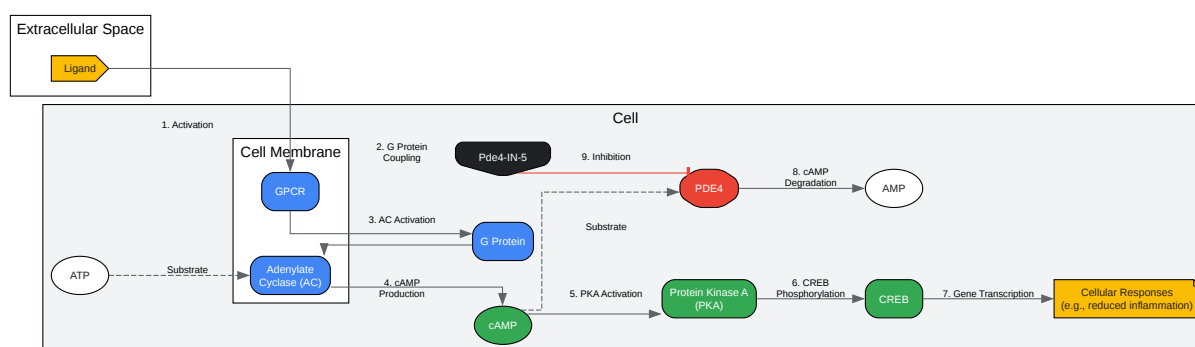 Extracellular Space
Ligand
Cell
1. Activation
Cell Membrane
2. G Protein
Coupling
Pde4-IN-5
9. Inhibition
GPCR
PDE4
8. cAMP
Degradation
AMP
3. AC Activation
Substrate
G Protein
ATP
Substrate
Adenylate
Cyclase (AC)
4. cAMP
Production
5. PKA Activation
Protein Kinase A
(PKA)
6. CREB
Phosphorylation
CREB
7. Gene Transcription
Cellular Responses
(e.g., reduced inflammation)
cAMP